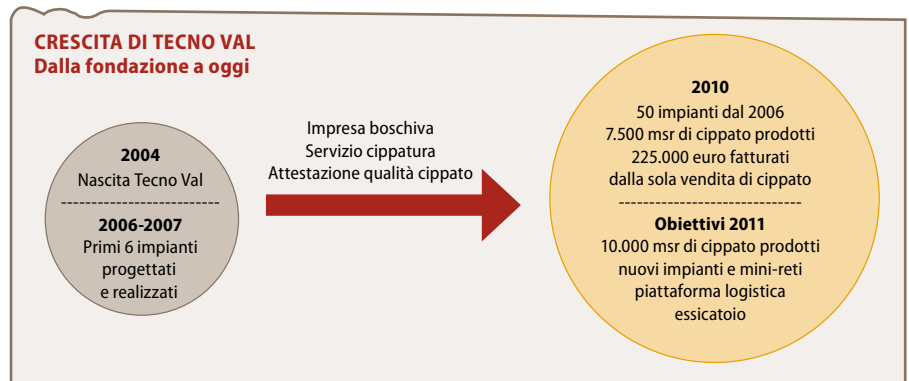 CRESCITA DI TECNO VAL
Dalla fondazione a oggi
2004
Nascita Tecno Val
--------------------------
2006-2007
Primi 6 impianti
progettati
e realizzati
Impresa boschiva
Servizio cippatura
Attestazione qualità cippato
2010
50 impianti dal 2006
7.500 msr di cippato prodotti
225.000 euro fatturati
dalla sola vendita di cippato
------------------------------
Obiettivi 2011
10.000 msr di cippato prodotti
nuovi impianti e mini-reti
piattaforma logistica
essicatoio